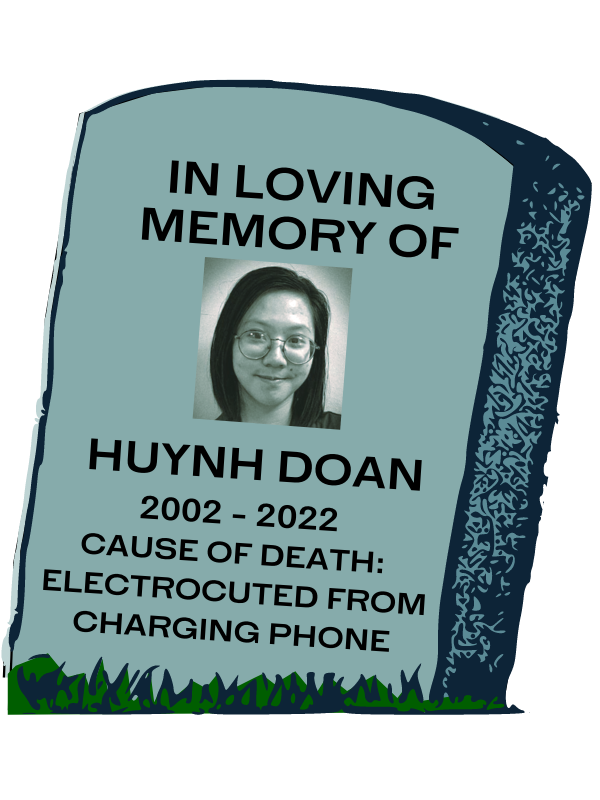 IN LOVING
MEMORY OF
HUYNH DOAN
2002 - 2022
CAUSE OF DEATH:
ELECTROCUTED FROM
CHARGING PHONE